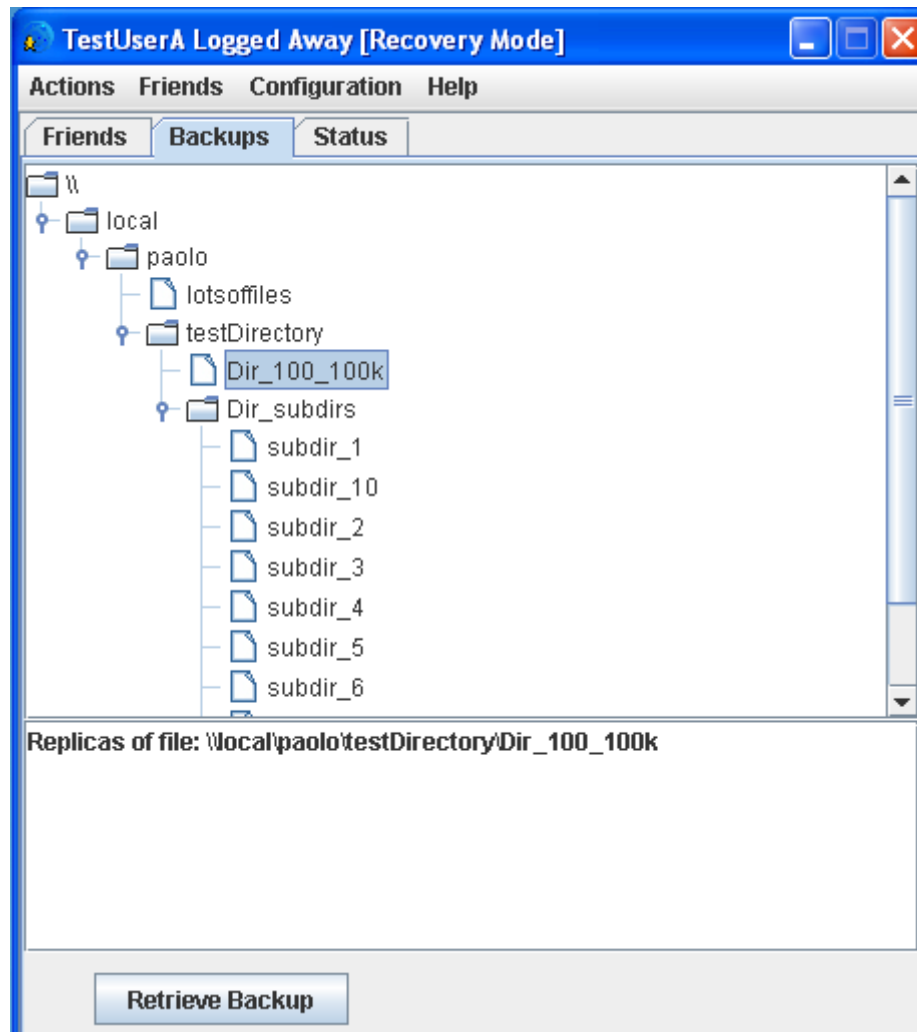 TestUserA Logged Away [Recovery Mode]
Actions Friends Configuration Help
Friends Backups Status
\\
local
paolo
lotsoffiles
testDirectory
Dir_100_100k
Dir_subdirs
subdir_1
subdir_10
subdir_2
subdir_3
subdir_4
subdir_5
subdir_6
Replicas of file: \\local\paolo\testDirectory\Dir_100_100k
Retrieve Backup